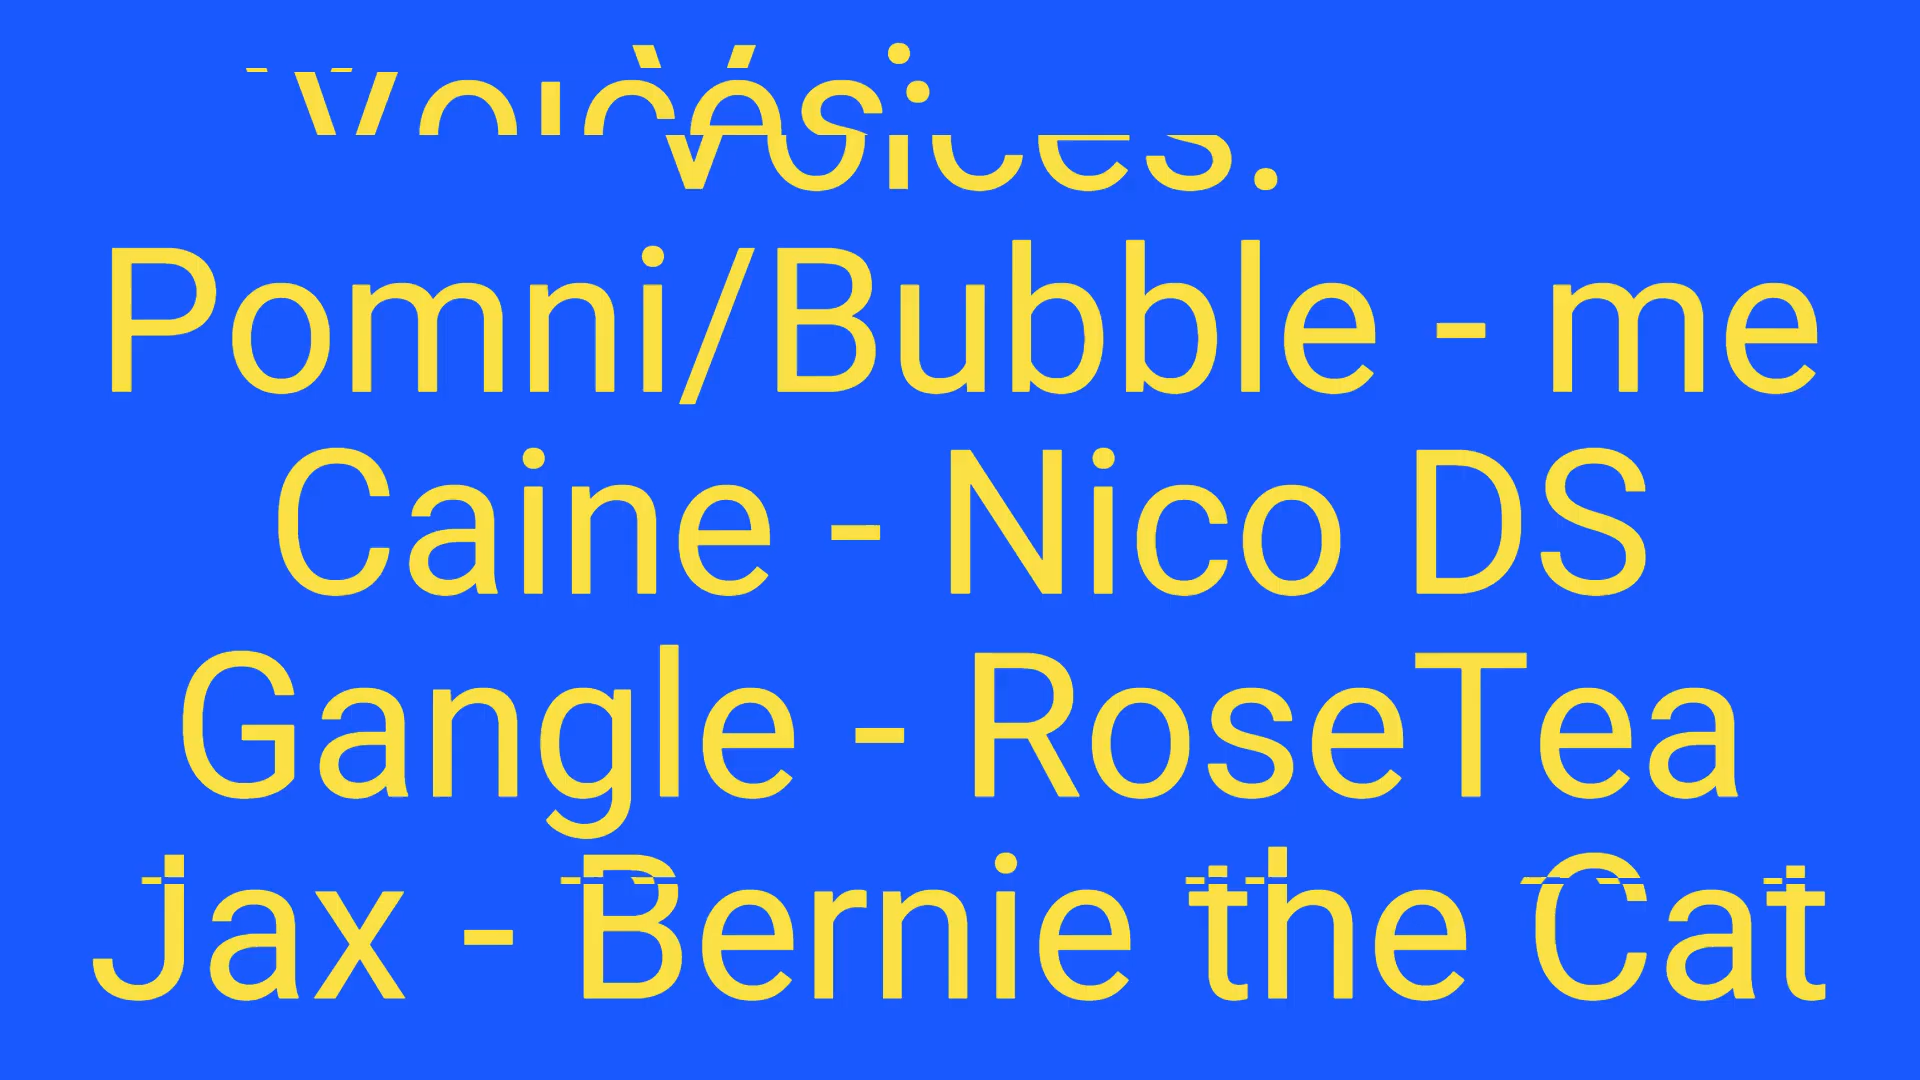 Voices:
Pomni/Bubble - me
Caine - Nico DS
Gangle - RoseTea
Jax - Bernie the Cat